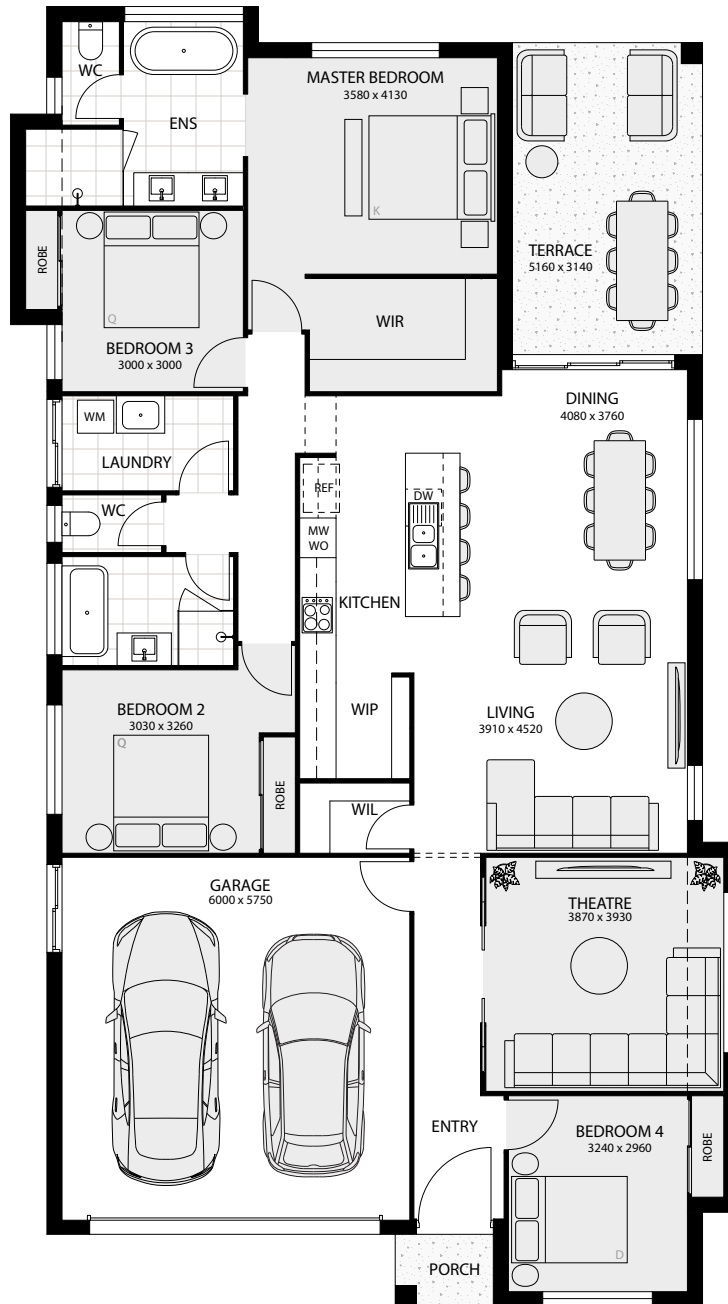 WC
ENS
MASTER BEDROOM
3580 x 4130
K
TERRACE
5160 x 3140
ROBE
Q
BEDROOM 3
3000 x 3000
WIR
DINING
4080 x 3760
WM
LAUNDRY
WC
REF
MW
WO
DW
KITCHEN
BEDROOM 2
3030 x 3260
Q
ROBE
WIP
LIVING
3910 x 4520
WIL
GARAGE
6000 x 5750
THEATRE
3870 x 3930
ENTRY
BEDROOM 4
3240 x 2960
ROBE
D
PORCH